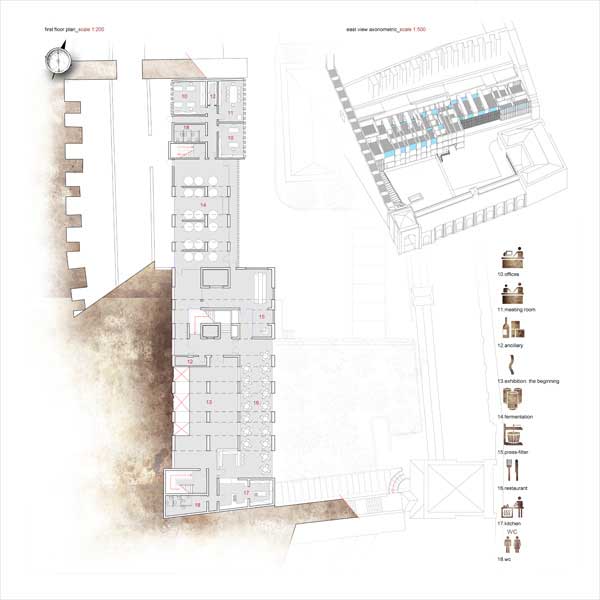 first floor plan_scale 1:200
east view axonometric_scale 1:500
10
12
11
18
10
14
15
12
13
16
17
18
10.offices
11.meeting room
12.ancillary
13.exhibition: the beginning
14.fermentation
15.press-filter
16.restaurant
17.kitchen
WC
18.wc